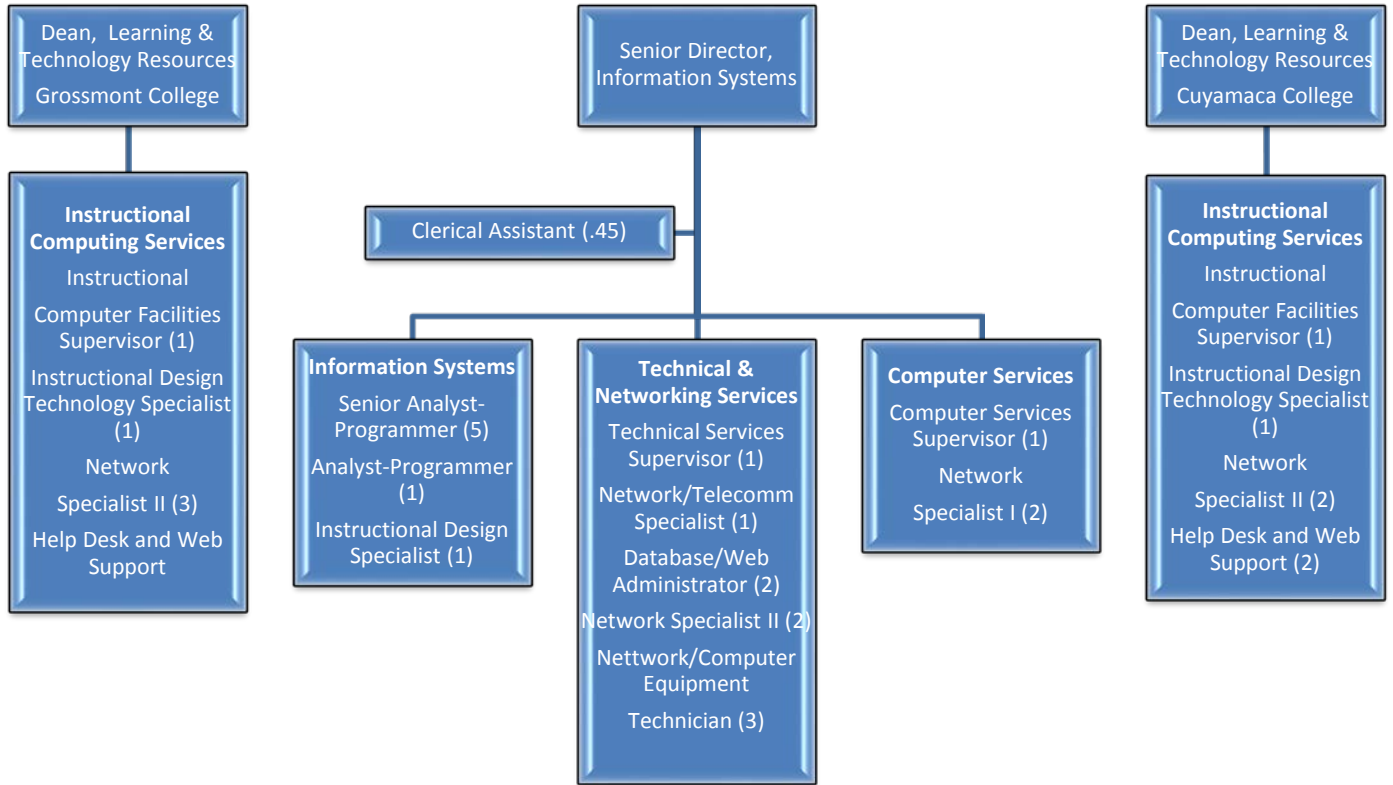 Dean, Learning &
Technology Resources
Grossmont College
Senior Director,
Information Systems
Dean, Learning &
Technology Resources
Cuyamaca College
Clerical Assistant (.45)
Instructional
Computing Services
Instructional
Computer Facilities
Supervisor (1)
Instructional Design
Technology Specialist
(1)
Network
Specialist II (3)
Help Desk and Web
Support
Information Systems
Senior Analyst-
Programmer (5)
Analyst-Programmer
(1)
Instructional Design
Specialist (1)
Technical &
Networking Services
Technical Services
Supervisor (1)
Network/Telecomm
Specialist (1)
Database/Web
Administrator (2)
Network Specialist II (2)
Nettwork/Computer
Equipment
Technician (3)
Computer Services
Computer Services
Supervisor (1)
Network
Specialist I (2)
Instructional
Computing Services
Instructional
Computer Facilities
Supervisor (1)
Instructional Design
Technology Specialist
(1)
Network
Specialist II (2)
Help Desk and Web
Support (2)